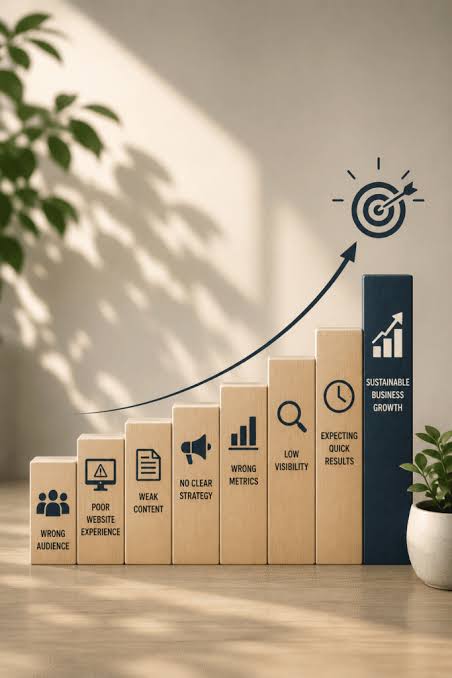 WRONG
AUDIENCE
POOR
WEBSITE
EXPERIENCE
WEAK
CONTENT
NO CLEAR
STRATEGY
WRONG
METRICS
LOW
VISIBILITY
EXPECTING
QUICK
RESULTS
SUSTAINABLE
BUSINESS
GROWTH